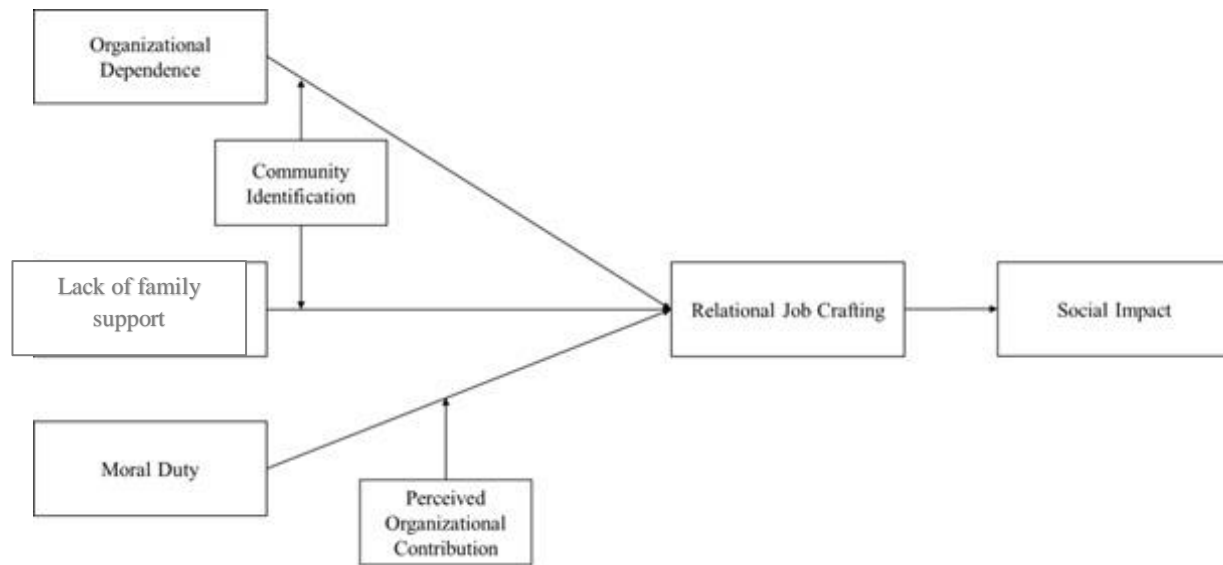 Organizational
Dependence
Community
Identification
Lack of family
support
Relational Job Crafting
Social Impact
Moral Duty
Perceived
Organizational
Contribution